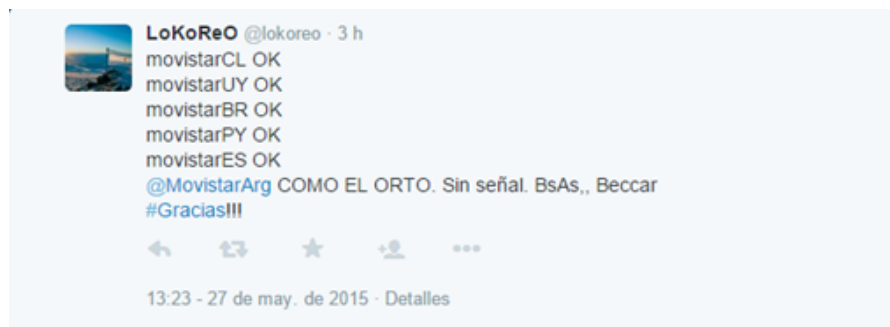 LoKoReO @lokoreo · 3 h
movistarCL OK
movistarUY OK
movistarBR OK
movistarPY OK
movistarES OK
@MovistarArg COMO EL ORTO. Sin señal. BsAs,, Beccar
#Gracias!!!
13:23 - 27 de may. de 2015 · Detalles